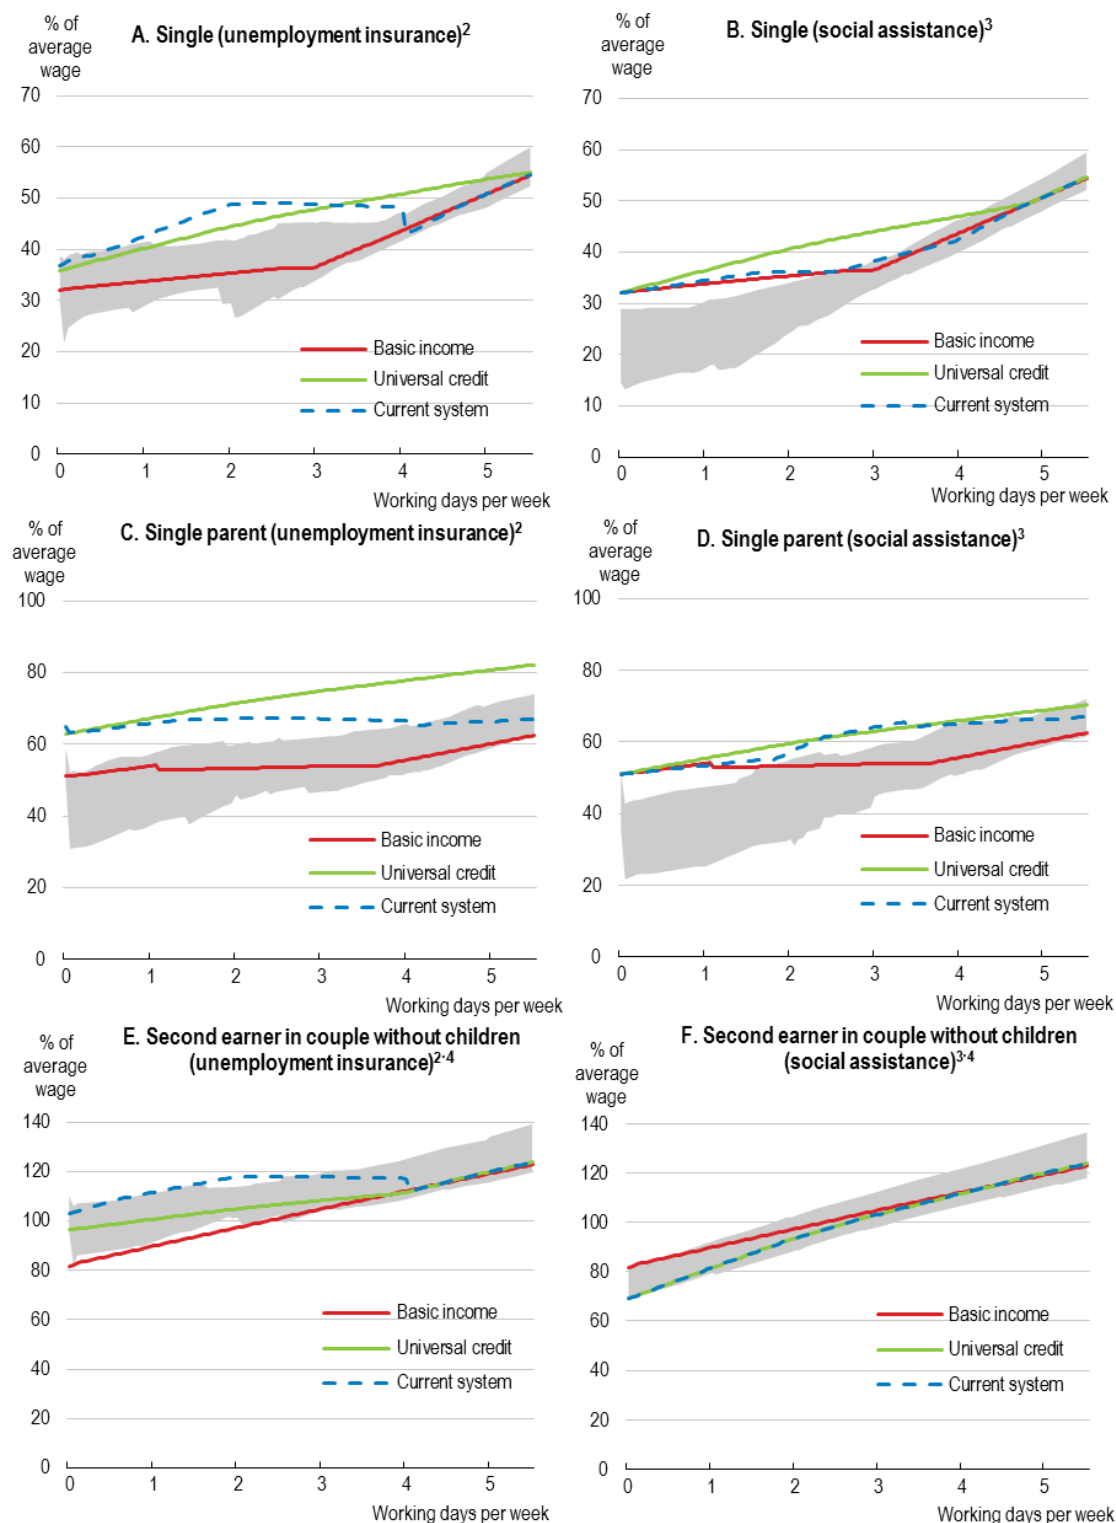 A. Single (unemployment insurance)2
% of
average
wage
70
60
50
40
30
20
10
0
Basic income
Universal credit
Current system
0 1 2 3 4 5
Working days per week
B. Single (social assistance)3
% of
average
wage
70
60
50
40
30
20
10
0
Basic income
Universal credit
Current system
0 1 2 3 4 5
Working days per week
C. Single parent (unemployment insurance)2
% of
average
wage
100
80
60
40
20
0
Basic income
Universal credit
Current system
0 1 2 3 4 5
Working days per week
D. Single parent (social assistance)3
% of
average
wage
100
80
60
40
20
0
Basic income
Universal credit
Current system
0 1 2 3 4 5
Working days per week
E. Second earner in couple without children
(unemployment insurance)2·4
% of
average
wage
140
120
100
80
60
40
20
0
Basic income
Universal credit
Current system
0 1 2 3 4 5
Working days per week
F. Second earner in couple without children
(social assistance)3·4
% of
average
wage
140
120
100
80
60
40
20
0
Basic income
Universal credit
Current system
0 1 2 3 4 5
Working days per week